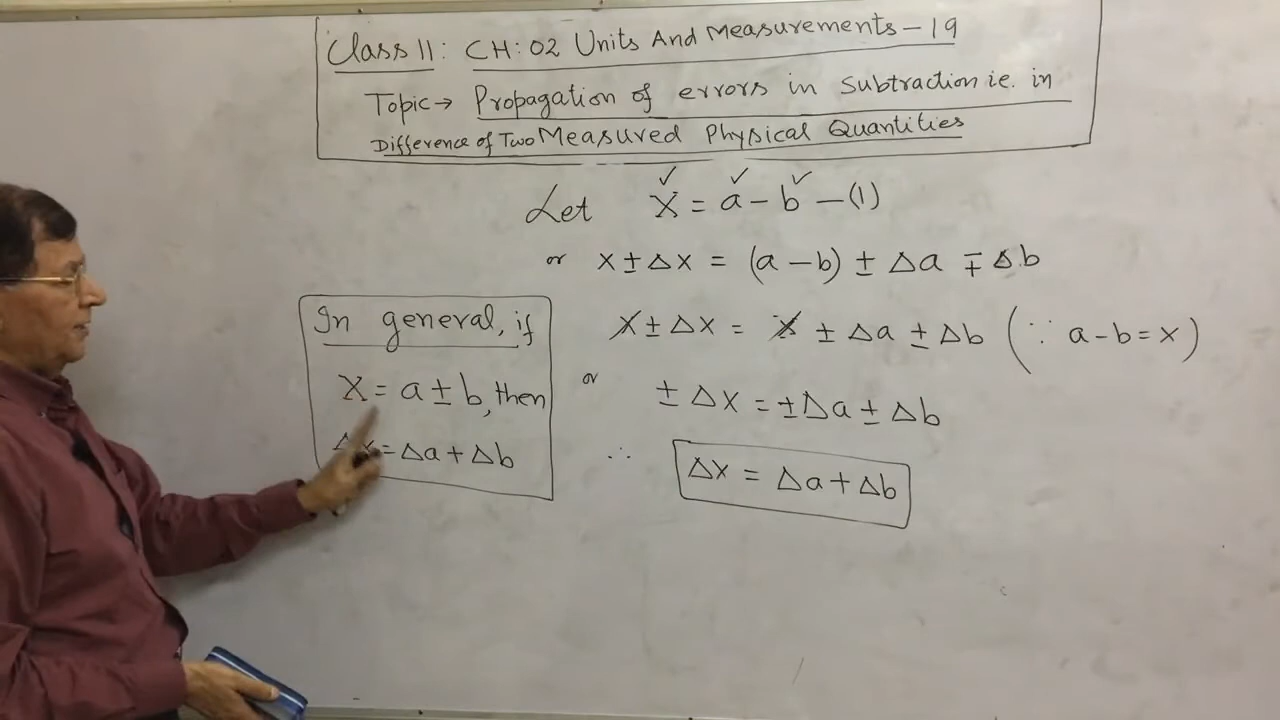 Class 11: CH: 02 Units And Measurements - 19
Topic → Propagation of errors in Subtraction ie. in
Difference of Two Measured Physical Quantities
Let X = a - b - (1)
or X ± ΔX = (a - b) ± Δa ∓ Δb
X ± ΔX = X ± Δa ± Δb (∵ a - b = X)
or ± ΔX = ± Δa ± Δb
∴ ΔX = Δa + Δb
In general, if
X = a ± b, then
ΔX = Δa + Δb